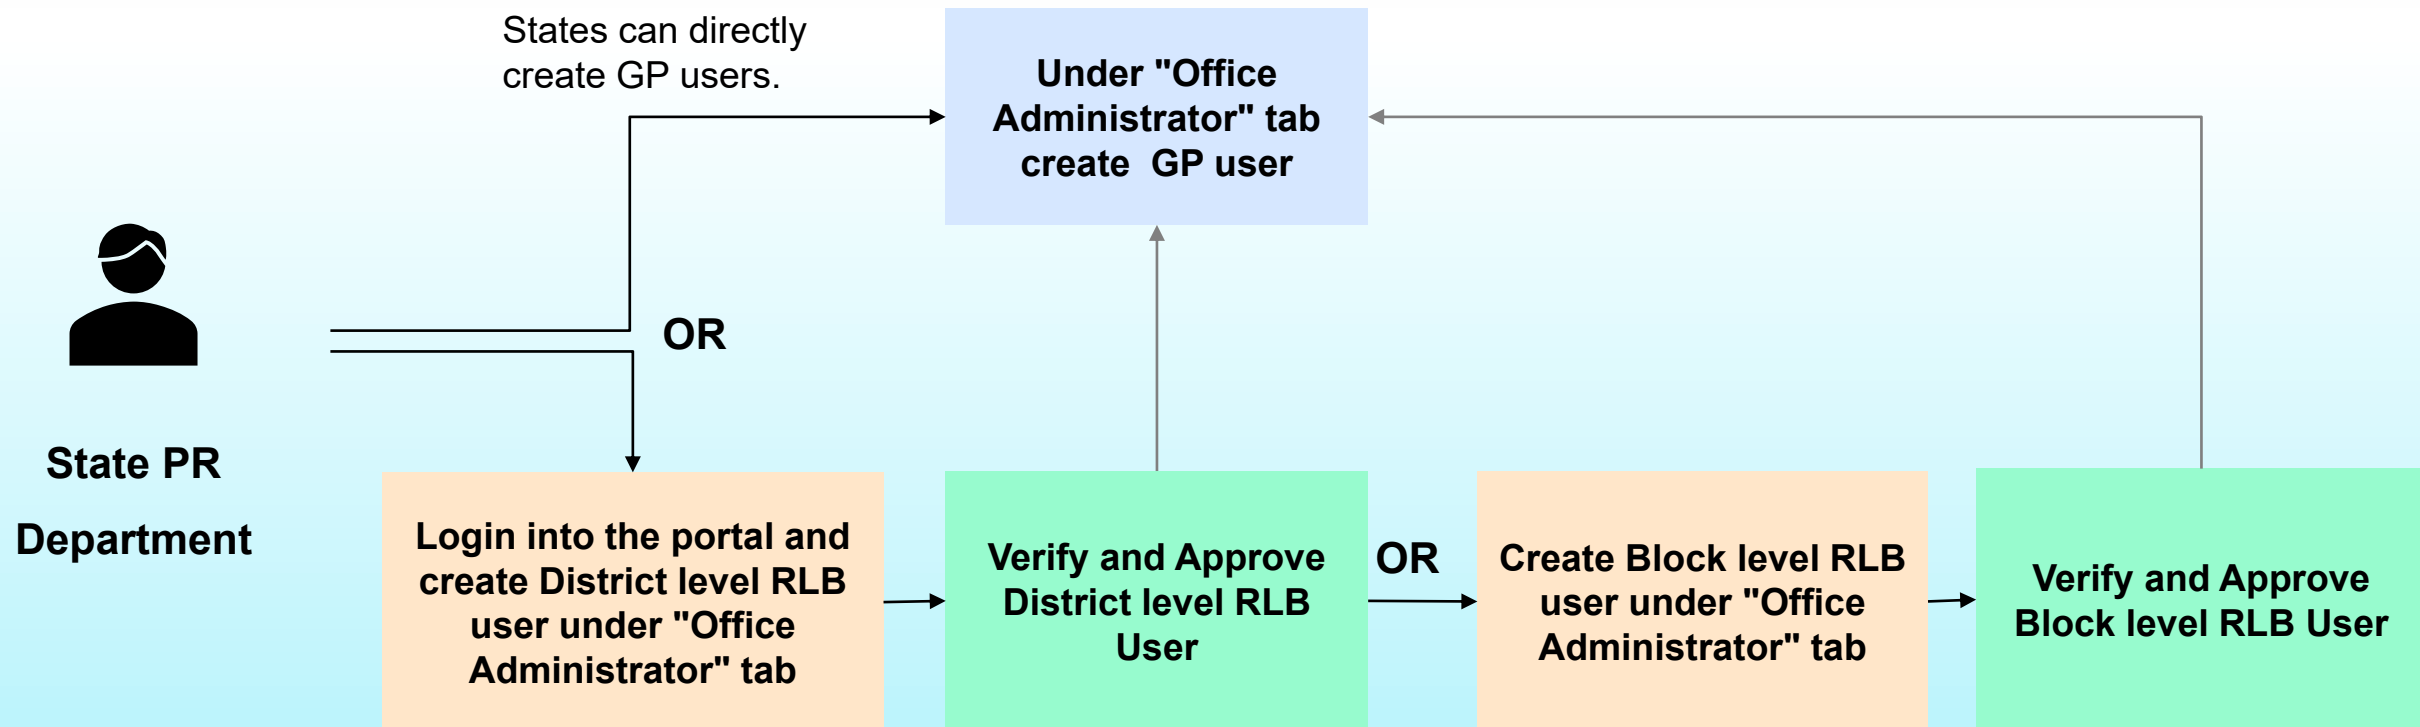 States can directly
create GP users.
Under "Office
Administrator" tab
create  GP user
OR
State PR
Department
Login into the portal and
create District level RLB
user under "Office
Administrator" tab
Verify and Approve
District level RLB
User
OR
Create Block level RLB
user under "Office
Administrator" tab
Verify and Approve
Block level RLB User